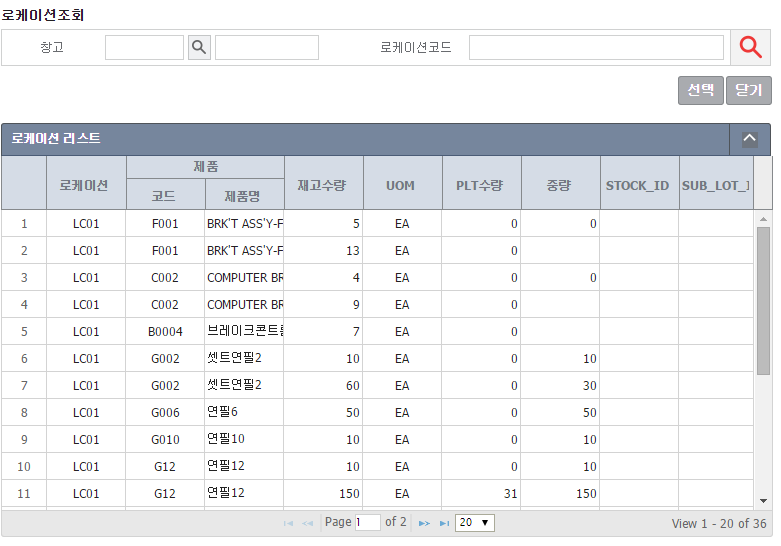 로케이션조회
창고 로케이션코드
선택 닫기
로케이션 리스트
로케이션 제품 재고수량 UOM PLT수량 중량 STOCK_ID SUB_LOT_I
코드 제품명
1 LC01 F001 BRK'T ASS'Y-F 5 EA 0 0
2 LC01 F001 BRK'T ASS'Y-F 13 EA 0
3 LC01 C002 COMPUTER BR 4 EA 0 0
4 LC01 C002 COMPUTER BR 9 EA 0
5 LC01 B0004 브레이크콘트롤 7 EA 0
6 LC01 G002 셋트연필2 10 EA 0 10
7 LC01 G002 셋트연필2 60 EA 0 30
8 LC01 G006 연필6 50 EA 0 50
9 LC01 G010 연필10 10 EA 0 10
10 LC01 G12 연필12 10 EA 0 10
11 LC01 G12 연필12 150 EA 31 150
Page 1 of 2 20 View 1 - 20 of 36